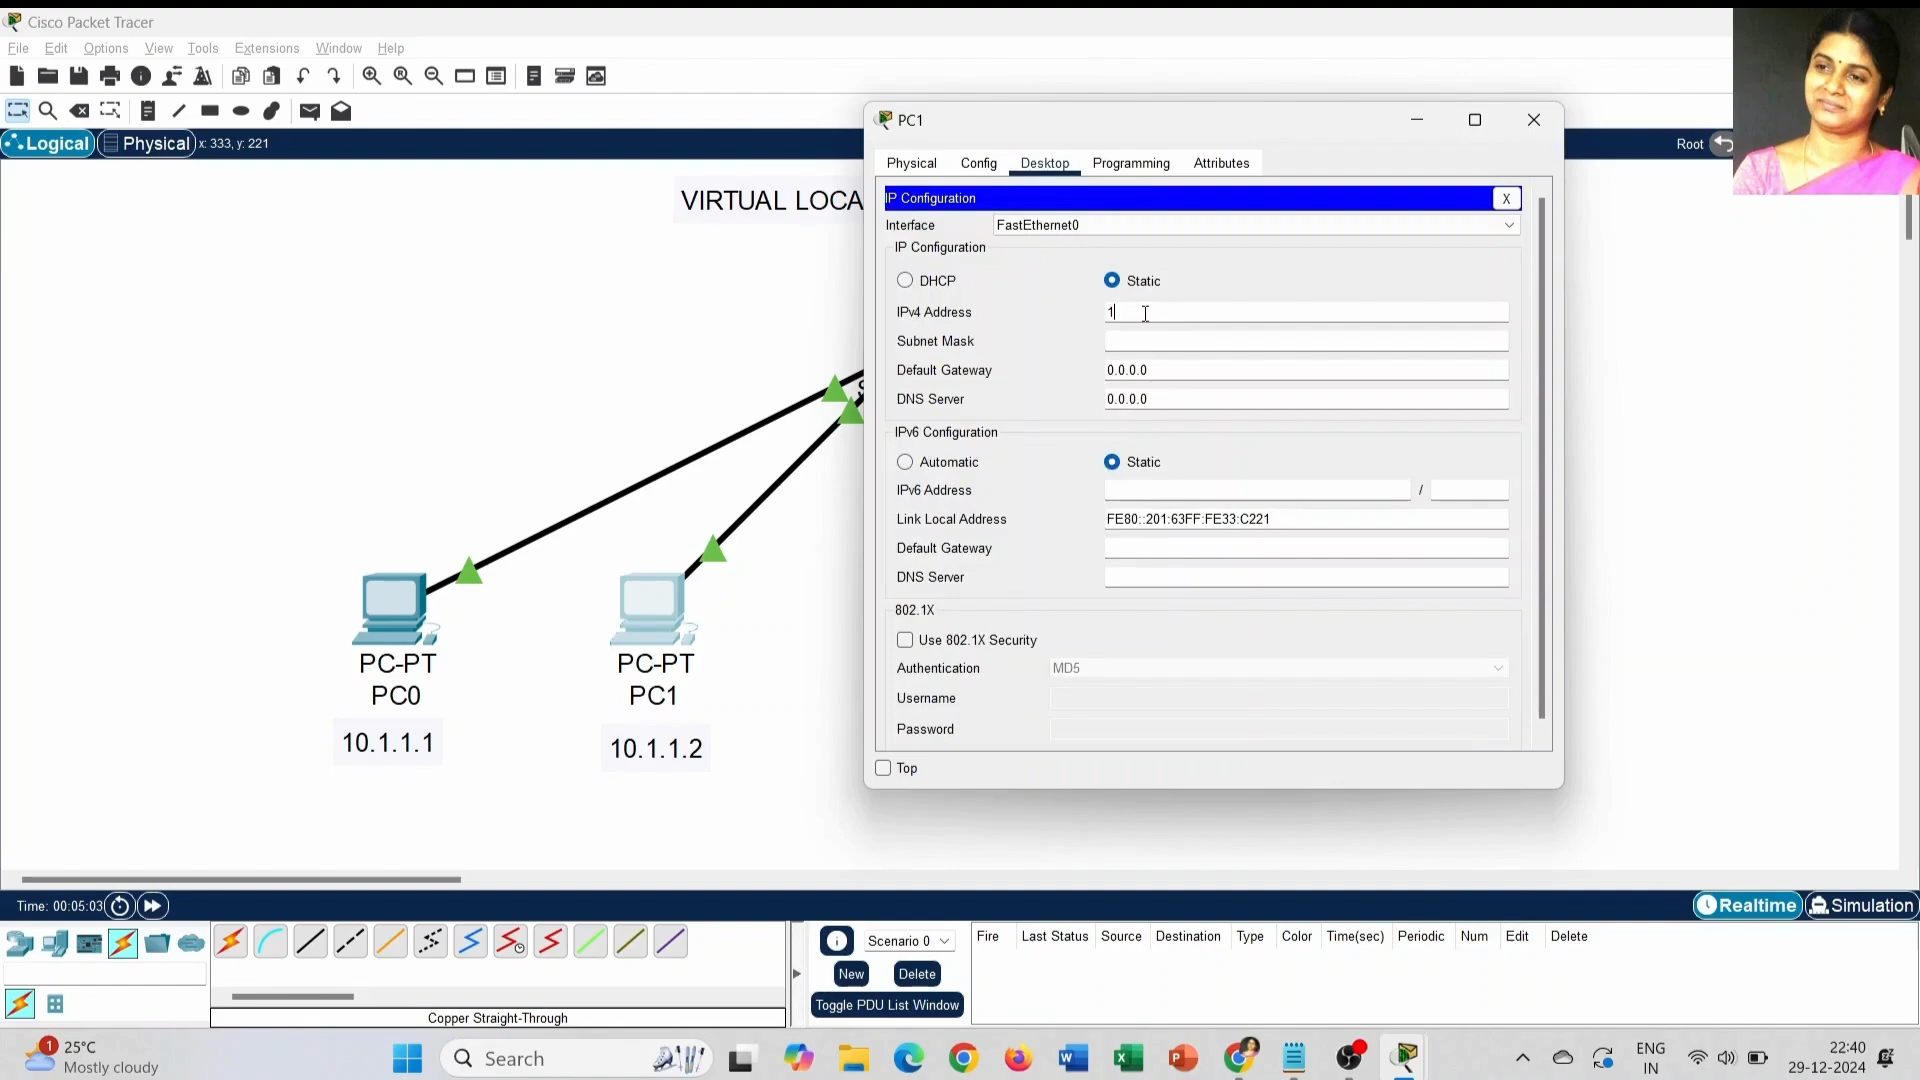 Cisco Packet Tracer
File Edit Options View Tools Extensions Window Help
Logical Physical x: 333, y: 221
Root
VIRTUAL LOCA
PC1
Physical Config Desktop Programming Attributes
IP Configuration X
Interface FastEthernet0
IP Configuration
DHCP Static
IPv4 Address 1
Subnet Mask
Default Gateway 0.0.0.0
DNS Server 0.0.0.0
IPv6 Configuration
Automatic Static
IPv6 Address /
Link Local Address FE80::201:63FF:FE33:C221
Default Gateway
DNS Server
802.1X
Use 802.1X Security
Authentication MD5
Username
Password
Top
PC-PT
PC0
10.1.1.1
PC-PT
PC1
10.1.1.2
Time: 00:05:03
Realtime Simulation
Scenario 0
New Delete
Toggle PDU List Window
Fire Last Status Source Destination Type Color Time(sec) Periodic Num Edit Delete
Copper Straight-Through
1
25°C
Mostly cloudy
Search
ENG
IN
22:40
29-12-2024